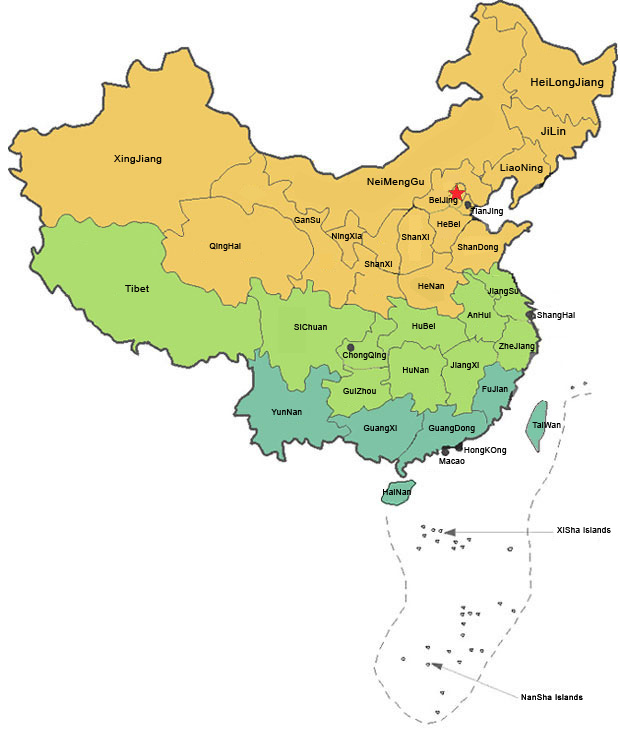 HeiLongJiang
JiLin
LiaoNing
XingJiang
NeiMengGu
BeiJing
TianJing
GanSu
HeBei
NingXia
ShanXi
ShanDong
QingHai
ShanXi
HeNan
Tibet
JiangSu
AnHui
ShangHai
SiChuan
HuBei
ZheJiang
ChongQing
JiangXi
HuNan
GuiZhou
FuJian
YunNan
GuangXi
GuangDong
TaiWan
HongKOng
Macao
HaiNan
XiSha Islands
NanSha Islands